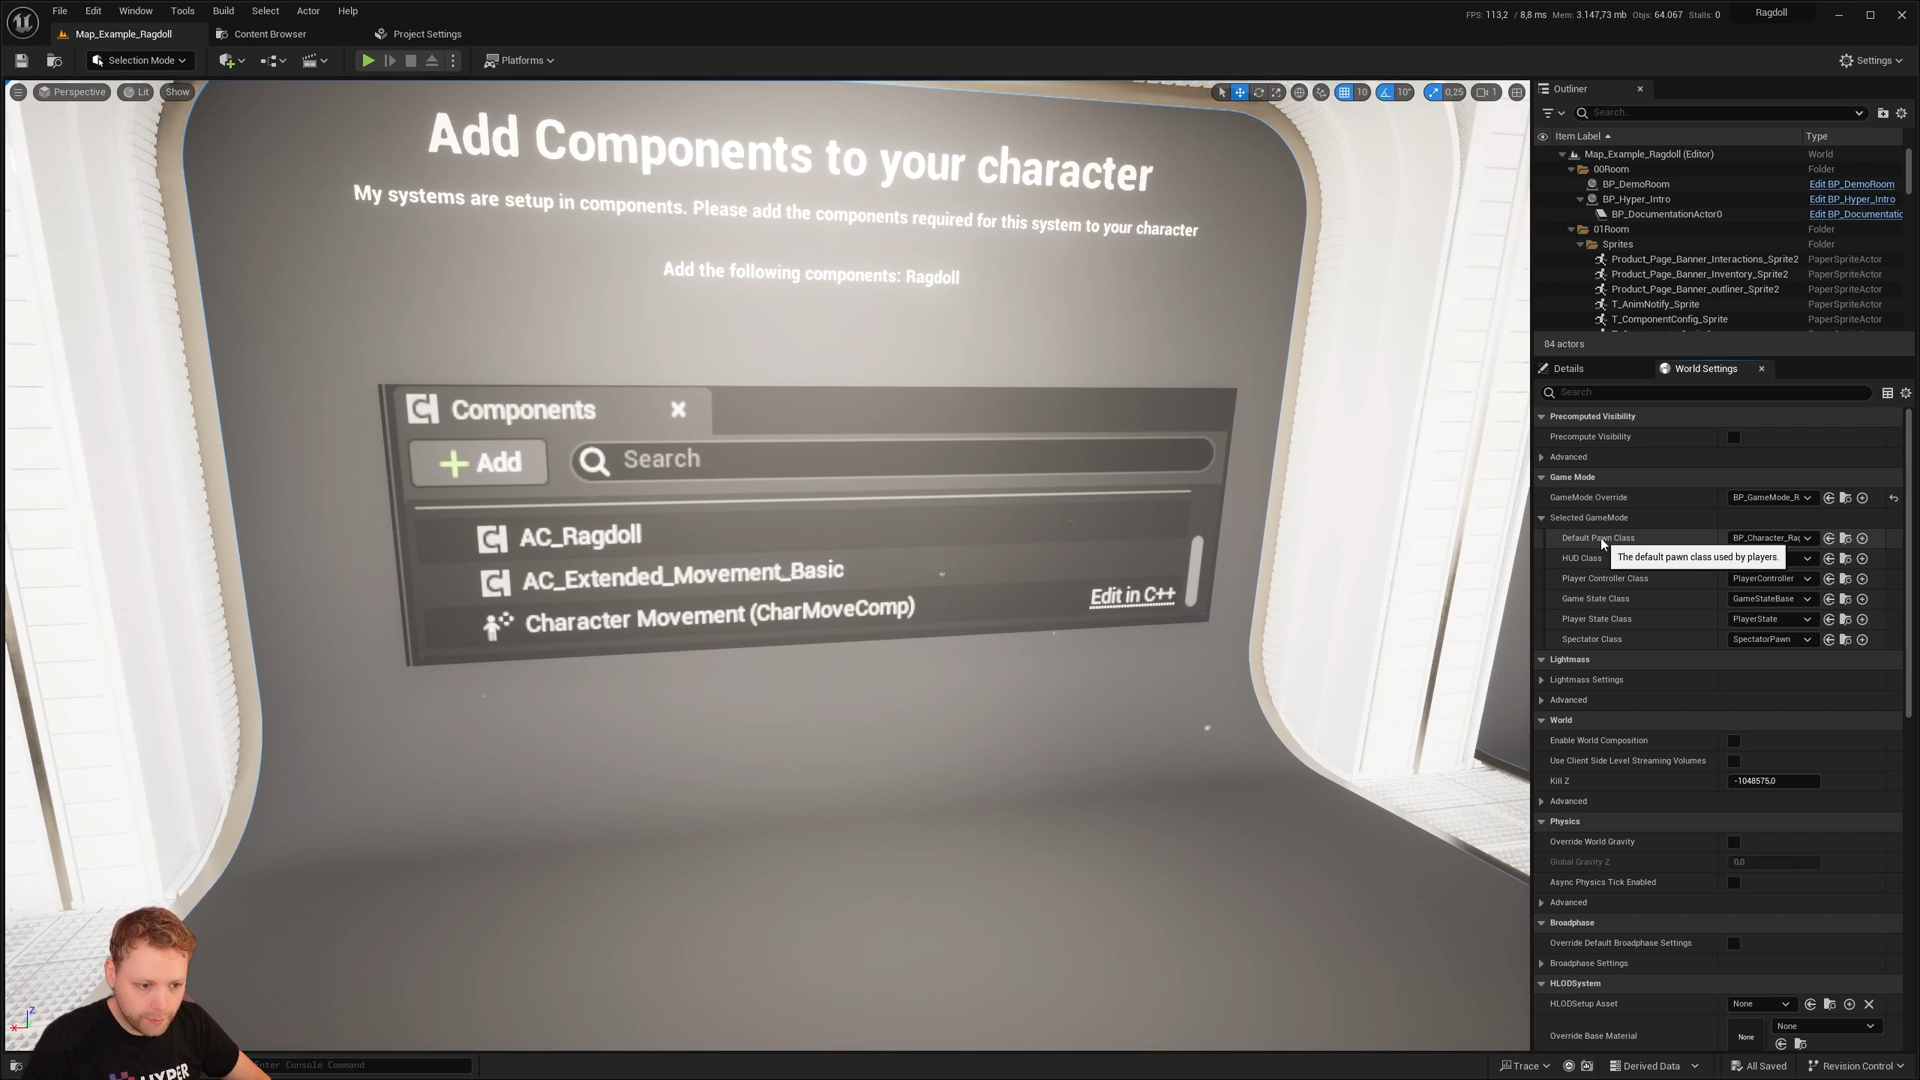 File Edit Window Tools Build Select Actor Help
FPS: 113,2 / 8,8 ms Mem: 3.147,73 mb Objs: 64.067 Stalls: 0
Ragdoll
Map_Example_Ragdoll
Content Browser
Project Settings
Selection Mode
Platforms
Settings
Perspective
Lit
Show
10
10°
0,25
1
Add Components to your character
My systems are setup in components. Please add the components required for this system to your character
Add the following components: Ragdoll
Components
Add
Search
AC_Ragdoll
AC_Extended_Movement_Basic
Character Movement (CharMoveComp)
Edit in C++
Outliner
Search...
Item Label Type
Map_Example_Ragdoll (Editor) World
00Room Folder
BP_DemoRoom Edit BP_DemoRoom
BP_Hyper_Intro Edit BP_Hyper_Intro
BP_DocumentationActor0 Edit BP_Documentatic
01Room Folder
Sprites Folder
Product_Page_Banner_Interactions_Sprite2 PaperSpriteActor
Product_Page_Banner_Inventory_Sprite2 PaperSpriteActor
Product_Page_Banner_outliner_Sprite2 PaperSpriteActor
T_AnimNotify_Sprite PaperSpriteActor
T_ComponentConfig_Sprite PaperSpriteActor
84 actors
Details
World Settings
Search
Precomputed Visibility
Precompute Visibility
Advanced
Game Mode
GameMode Override BP_GameMode_R
Selected GameMode
Default Pawn Class BP_Character_Rag
HUD Class
The default pawn class used by players.
Player Controller Class PlayerController
Game State Class GameStateBase
Player State Class PlayerState
Spectator Class SpectatorPawn
Lightmass
Lightmass Settings
Advanced
World
Enable World Composition
Use Client Side Level Streaming Volumes
Kill Z -1048575,0
Advanced
Physics
Override World Gravity
Global Gravity Z 0,0
Async Physics Tick Enabled
Advanced
Broadphase
Override Default Broadphase Settings
Broadphase Settings
HLODSystem
HLODSetup Asset None
Override Base Material None None
Enter Console Command
Trace
Derived Data
All Saved
Revision Control
HYPER
Z
X